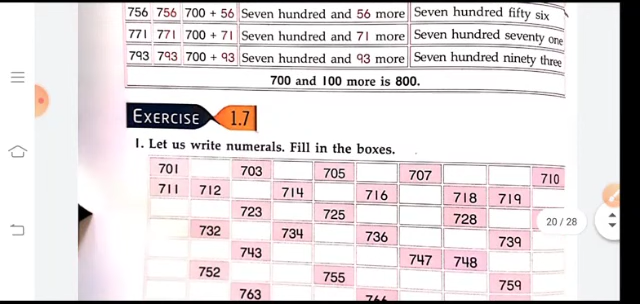 756 756 700 + 56 Seven hundred and 56 more Seven hundred fifty six
771 771 700 + 71 Seven hundred and 71 more Seven hundred seventy one
793 793 700 + 93 Seven hundred and 93 more Seven hundred ninety three
700 and 100 more is 800.
EXERCISE 1.7
1. Let us write numerals. Fill in the boxes.
701 703 705 707 710
711 712 714 716 718 719
723 725 728
732 734 736 739
743 747 748
752 755 759
763 766
20 / 28